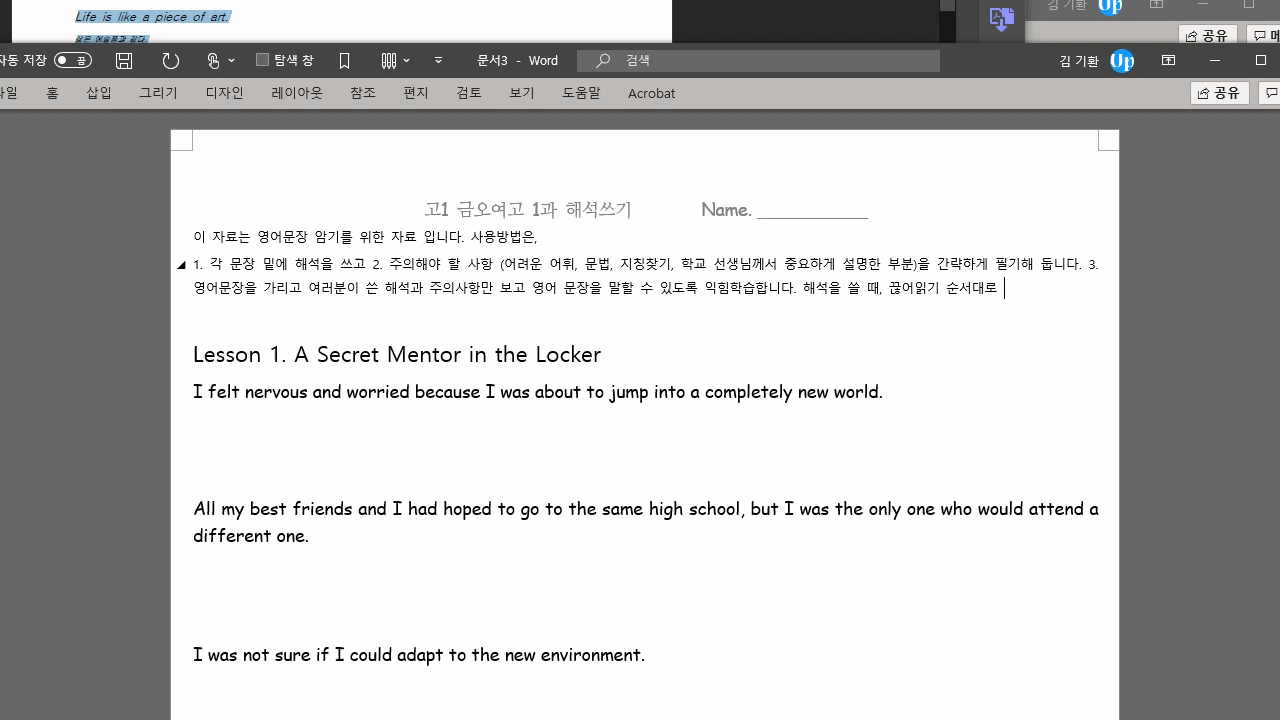 Life is like a piece of art.
삶은 예술품과 같다.
김 기환 Up
공유
자동 저장 끔 탐색 창 문서3 - Word 검색 김 기환 Up
홈 삽입 그리기 디자인 레이아웃 참조 편지 검토 보기 도움말 Acrobat 공유
고1 금오여고 1과 해석쓰기 Name. ____________
이 자료는 영어문장 암기를 위한 자료 입니다. 사용방법은,
1. 각 문장 밑에 해석을 쓰고 2. 주의해야 할 사항 (어려운 어휘, 문법, 지칭찾기, 학교 선생님께서 중요하게 설명한 부분)을 간략하게 필기해 둡니다. 3.
영어문장을 가리고 여러분이 쓴 해석과 주의사항만 보고 영어 문장을 말할 수 있도록 익힘학습합니다. 해석을 쓸 때, 끊어읽기 순서대로
Lesson 1. A Secret Mentor in the Locker
I felt nervous and worried because I was about to jump into a completely new world.
All my best friends and I had hoped to go to the same high school, but I was the only one who would attend a
different one.
I was not sure if I could adapt to the new environment.